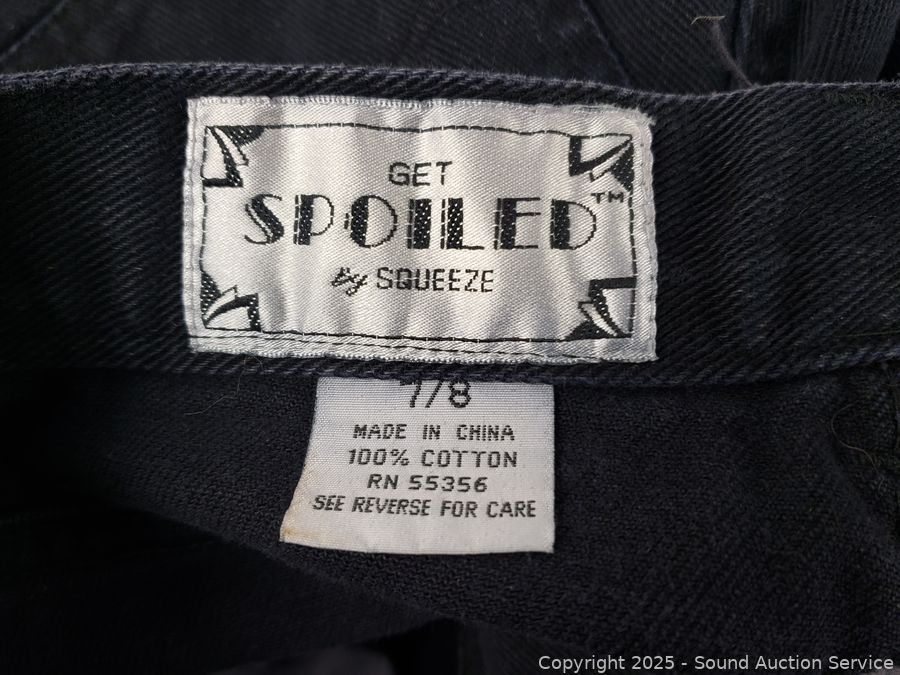 GET
SPOILED™
by SQUEEZE
7/8
MADE IN CHINA
100% COTTON
RN 55356
SEE REVERSE FOR CARE
Copyright 2025 - Sound Auction Service